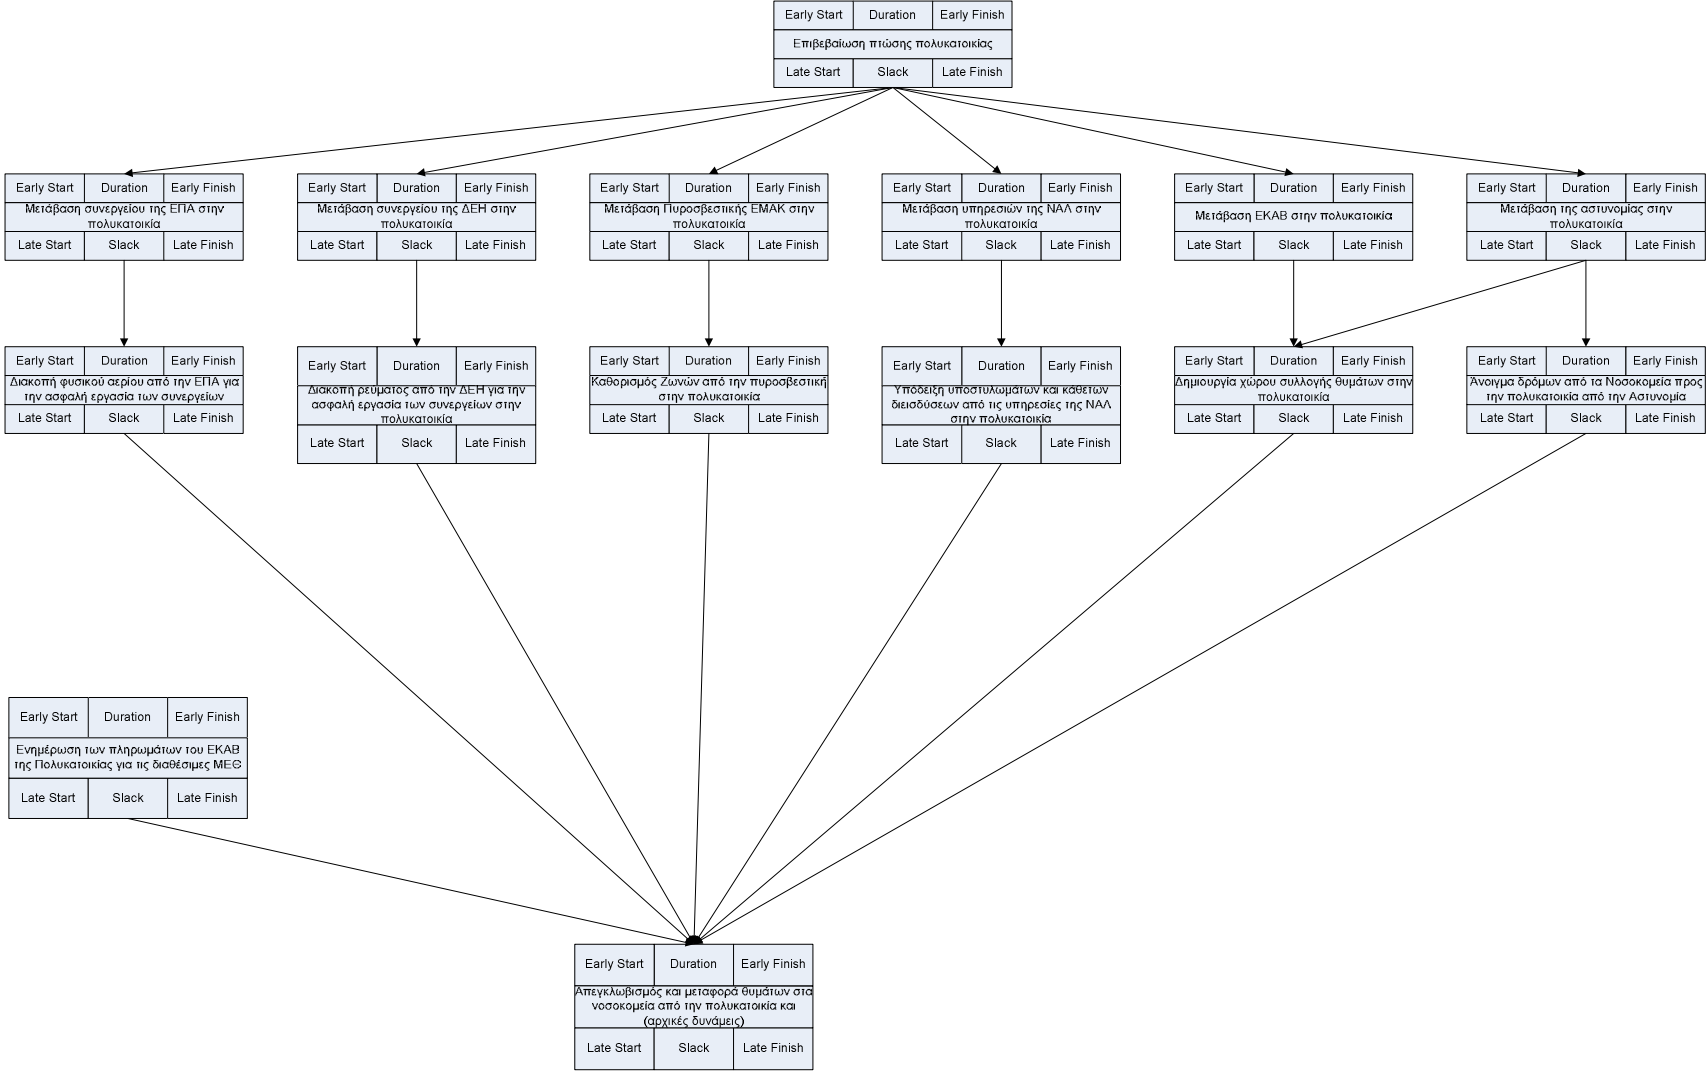 Early Start Duration Early Finish
Επιβεβαίωση πτώσης πολυκατοικίας
Late Start Slack Late Finish
Early Start Duration Early Finish
Μετάβαση συνεργείου της ΕΠΑ στην
πολυκατοικία
Late Start Slack Late Finish
Early Start Duration Early Finish
Μετάβαση συνεργείου της ΔΕΗ στην
πολυκατοικία
Late Start Slack Late Finish
Early Start Duration Early Finish
Μετάβαση Πυροσβεστικής ΕΜΑΚ στην
πολυκατοικία
Late Start Slack Late Finish
Early Start Duration Early Finish
Μετάβαση υπηρεσιών της ΝΑΛ στην
πολυκατοικία
Late Start Slack Late Finish
Early Start Duration Early Finish
Μετάβαση ΕΚΑΒ στην πολυκατοικία
Late Start Slack Late Finish
Early Start Duration Early Finish
Μετάβαση της αστυνομίας στην
πολυκατοικία
Late Start Slack Late Finish
Early Start Duration Early Finish
Διακοπή φυσικού αερίου από την ΕΠΑ για
την ασφαλή εργασία των συνεργείων
Late Start Slack Late Finish
Early Start Duration Early Finish
Διακοπή ρεύματος από την ΔΕΗ για την
ασφαλή εργασία των συνεργείων στην
πολυκατοικία
Late Start Slack Late Finish
Early Start Duration Early Finish
Καθορισμός Ζωνών από την πυροσβεστική
στην πολυκατοικία
Late Start Slack Late Finish
Early Start Duration Early Finish
Υπόδειξη υποστυλωμάτων και κάθετων
διεισδύσεων από τις υπηρεσίες της ΝΑΛ
στην πολυκατοικία
Late Start Slack Late Finish
Early Start Duration Early Finish
Δημιουργία χώρου συλλογής θυμάτων στην
πολυκατοικία
Late Start Slack Late Finish
Early Start Duration Early Finish
Άνοιγμα δρόμων από τα Νοσοκομεία προς
την πολυκατοικία από την Αστυνομία
Late Start Slack Late Finish
Early Start Duration Early Finish
Ενημέρωση των πληρωμάτων του ΕΚΑΒ
της Πολυκατοικίας για τις διαθέσιμες ΜΕΘ
Late Start Slack Late Finish
Early Start Duration Early Finish
Απεγκλωβισμός και μεταφορά θυμάτων στα
νοσοκομεία από την πολυκατοικία και
(αρχικές δυνάμεις)
Late Start Slack Late Finish